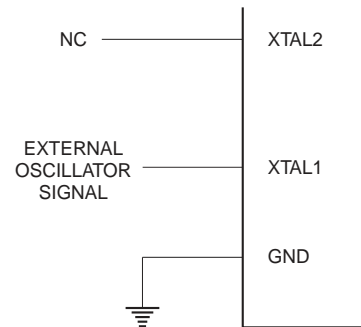 NC
XTAL2
EXTERNAL
OSCILLATOR
SIGNAL
XTAL1
GND